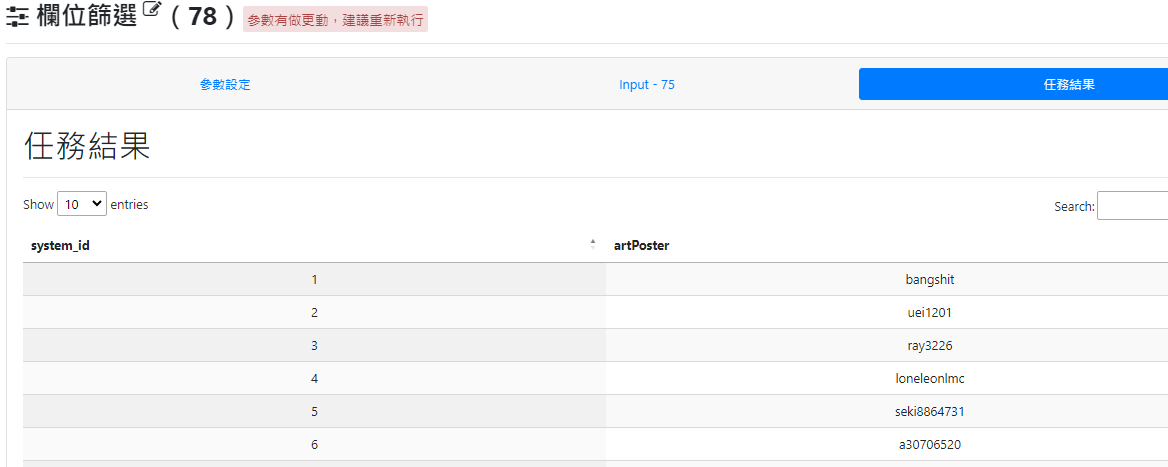 欄位篩選 ( 78 ) 參數有做更動，建議重新執行
參數設定 Input - 75 任務結果
任務結果
Show 10 entries Search:
system_id artPoster
1 bangshit
2 uei1201
3 ray3226
4 loneleonlmc
5 seki8864731
6 a30706520